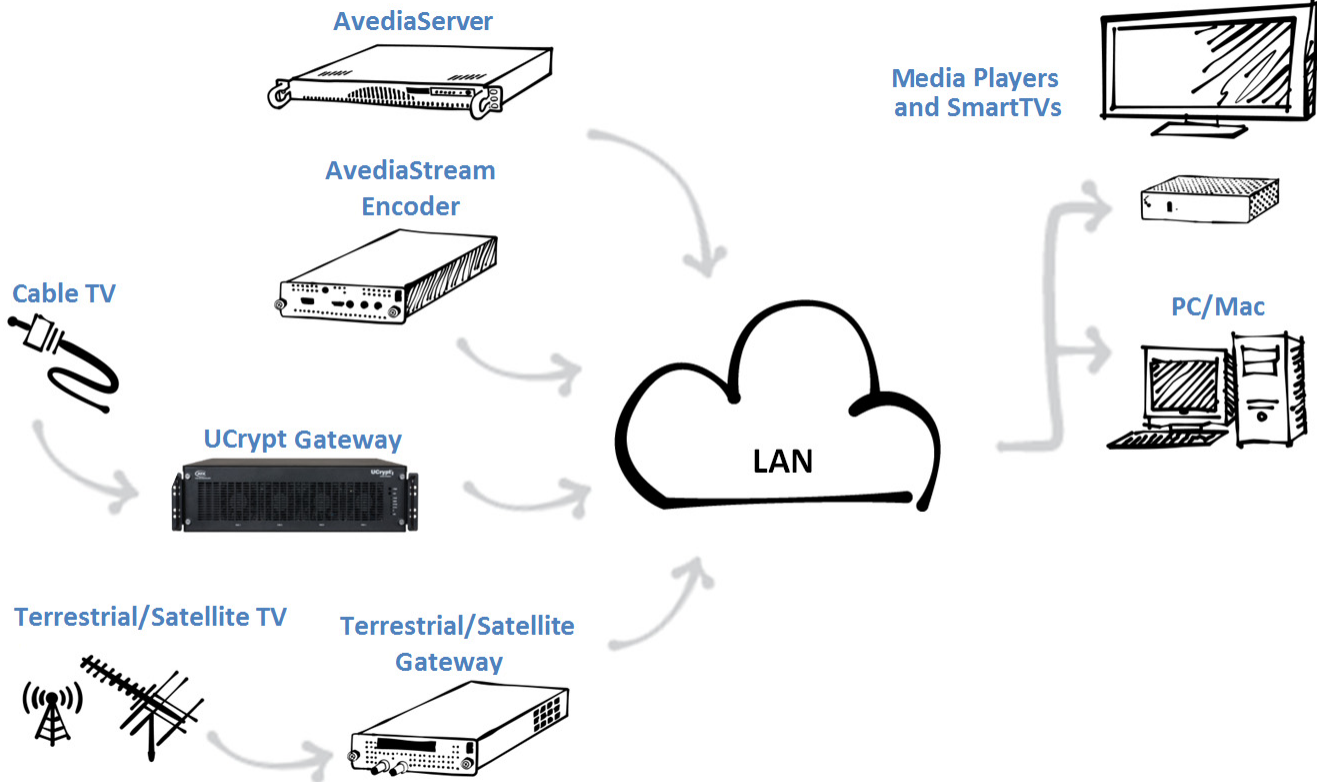 AvediaServer
Media Players
and SmartTVs
AvediaStream
Encoder
Cable TV
PC/Mac
UCrypt Gateway
UCrypt
LAN
Terrestrial/Satellite TV
Terrestrial/Satellite
Gateway